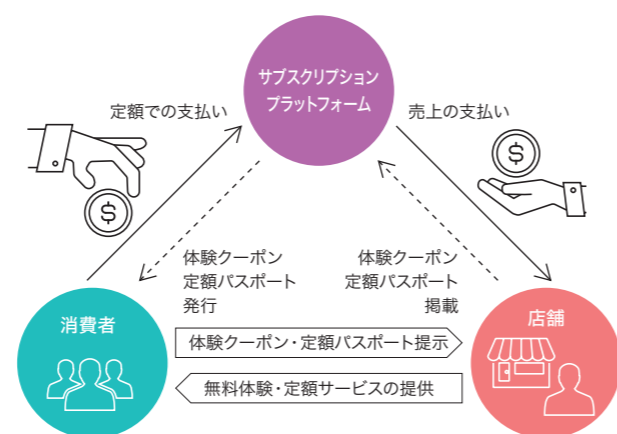 サブスクリプション
プラットフォーム
定額での支払い
売上の支払い
$
$
体験クーポン
定額パスポート
発行
体験クーポン
定額パスポート
掲載
消費者
店舗
体験クーポン・定額パスポート提示
無料体験・定額サービスの提供